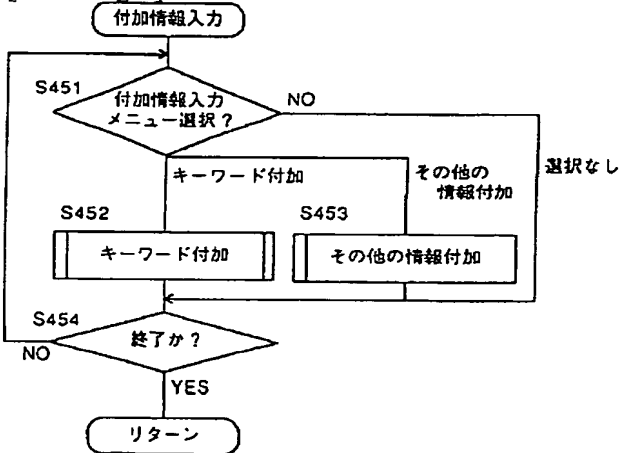 付加情報入力
S451
付加情報入力
メニュー選択？
NO
選択なし
キーワード付加
その他の
情報付加
S452
S453
キーワード付加
その他の情報付加
S454
終了か？
NO
YES
リターン